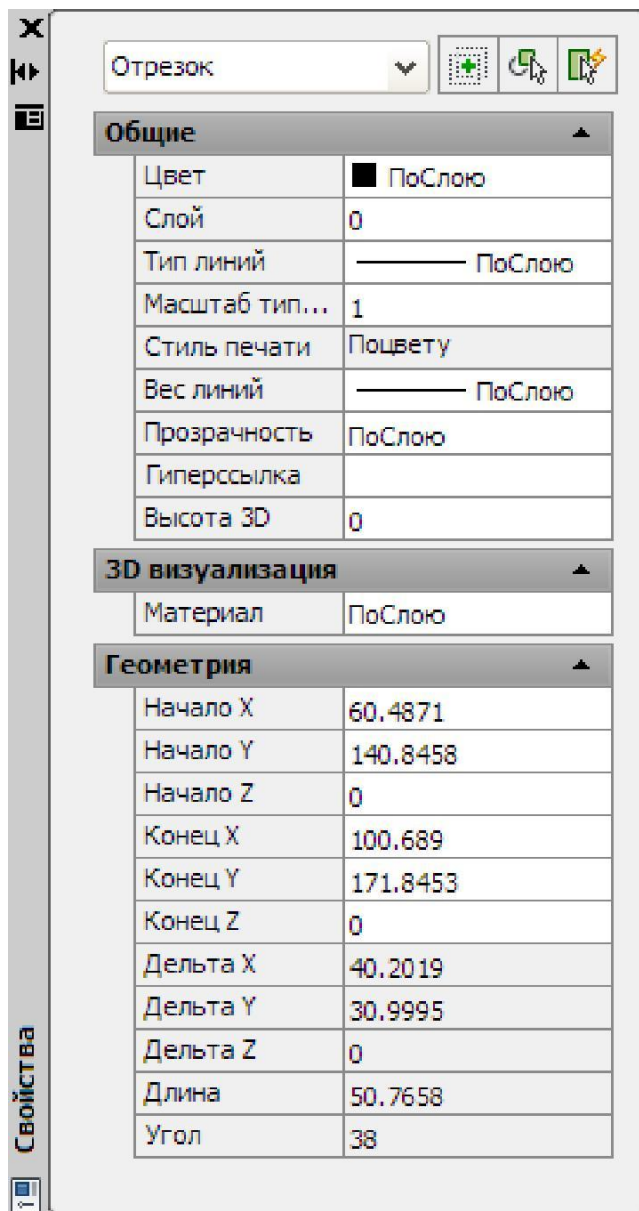 Отрезок
Общие
Цвет ПоСлою
Слой 0
Тип линий ПоСлою
Масштаб тип... 1
Стиль печати Поцвету
Вес линий ПоСлою
Прозрачность ПоСлою
Гиперссылка
Высота 3D 0
3D визуализация
Материал ПоСлою
Геометрия
Начало X 60.4871
Начало Y 140.8458
Начало Z 0
Конец X 100.689
Конец Y 171.8453
Конец Z 0
Дельта X 40.2019
Дельта Y 30.9995
Дельта Z 0
Длина 50.7658
Угол 38
Свойства